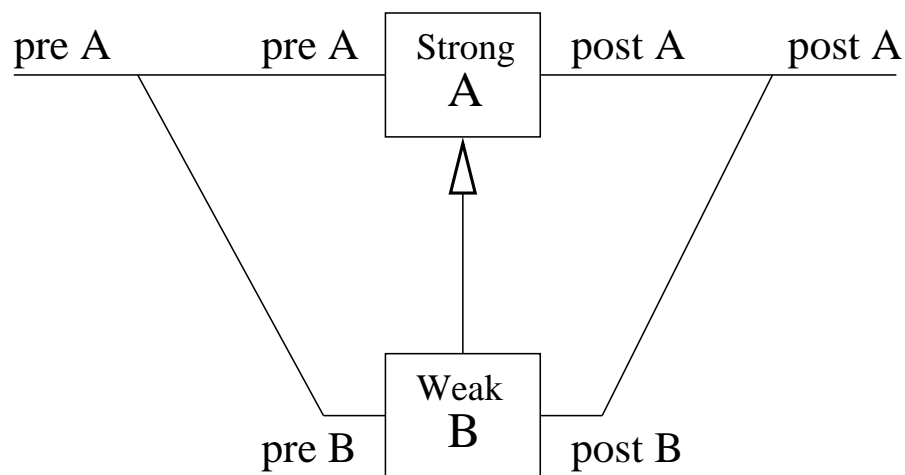 pre A pre A Strong post A post A
A
Weak
B
pre B post B